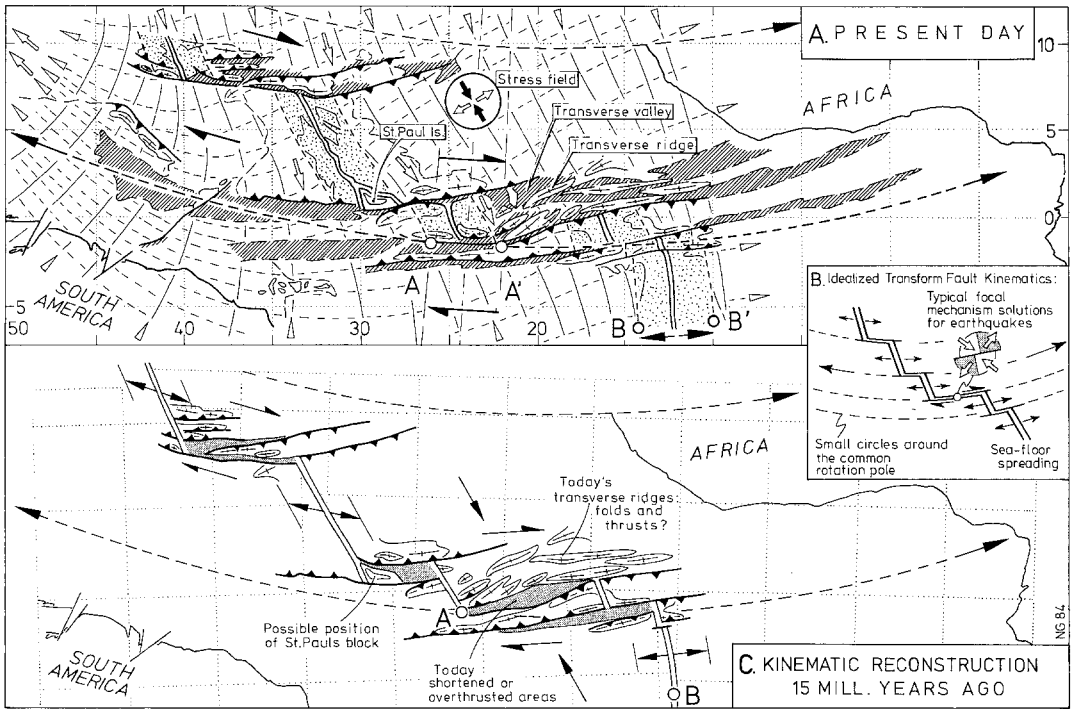 A. PRESENT DAY
10
AFRICA
Stress field
Transverse valley
St.Paul Is.
Transverse ridge
5
0
A
A'
B
B'
SOUTH
AMERICA
5
50
40
30
20
B. Idealized Transform Fault Kinematics:
Typical focal
mechanism solutions
for earthquakes
Small circles around
the common
rotation pole
Sea-floor
spreading
AFRICA
Today's
transverse ridges:
folds and
thrusts?
A
Possible position
of St.Pauls block
Today
shortened or
overthrusted areas
B
SOUTH
AMERICA
NG 84
C. KINEMATIC RECONSTRUCTION
15 MILL. YEARS AGO